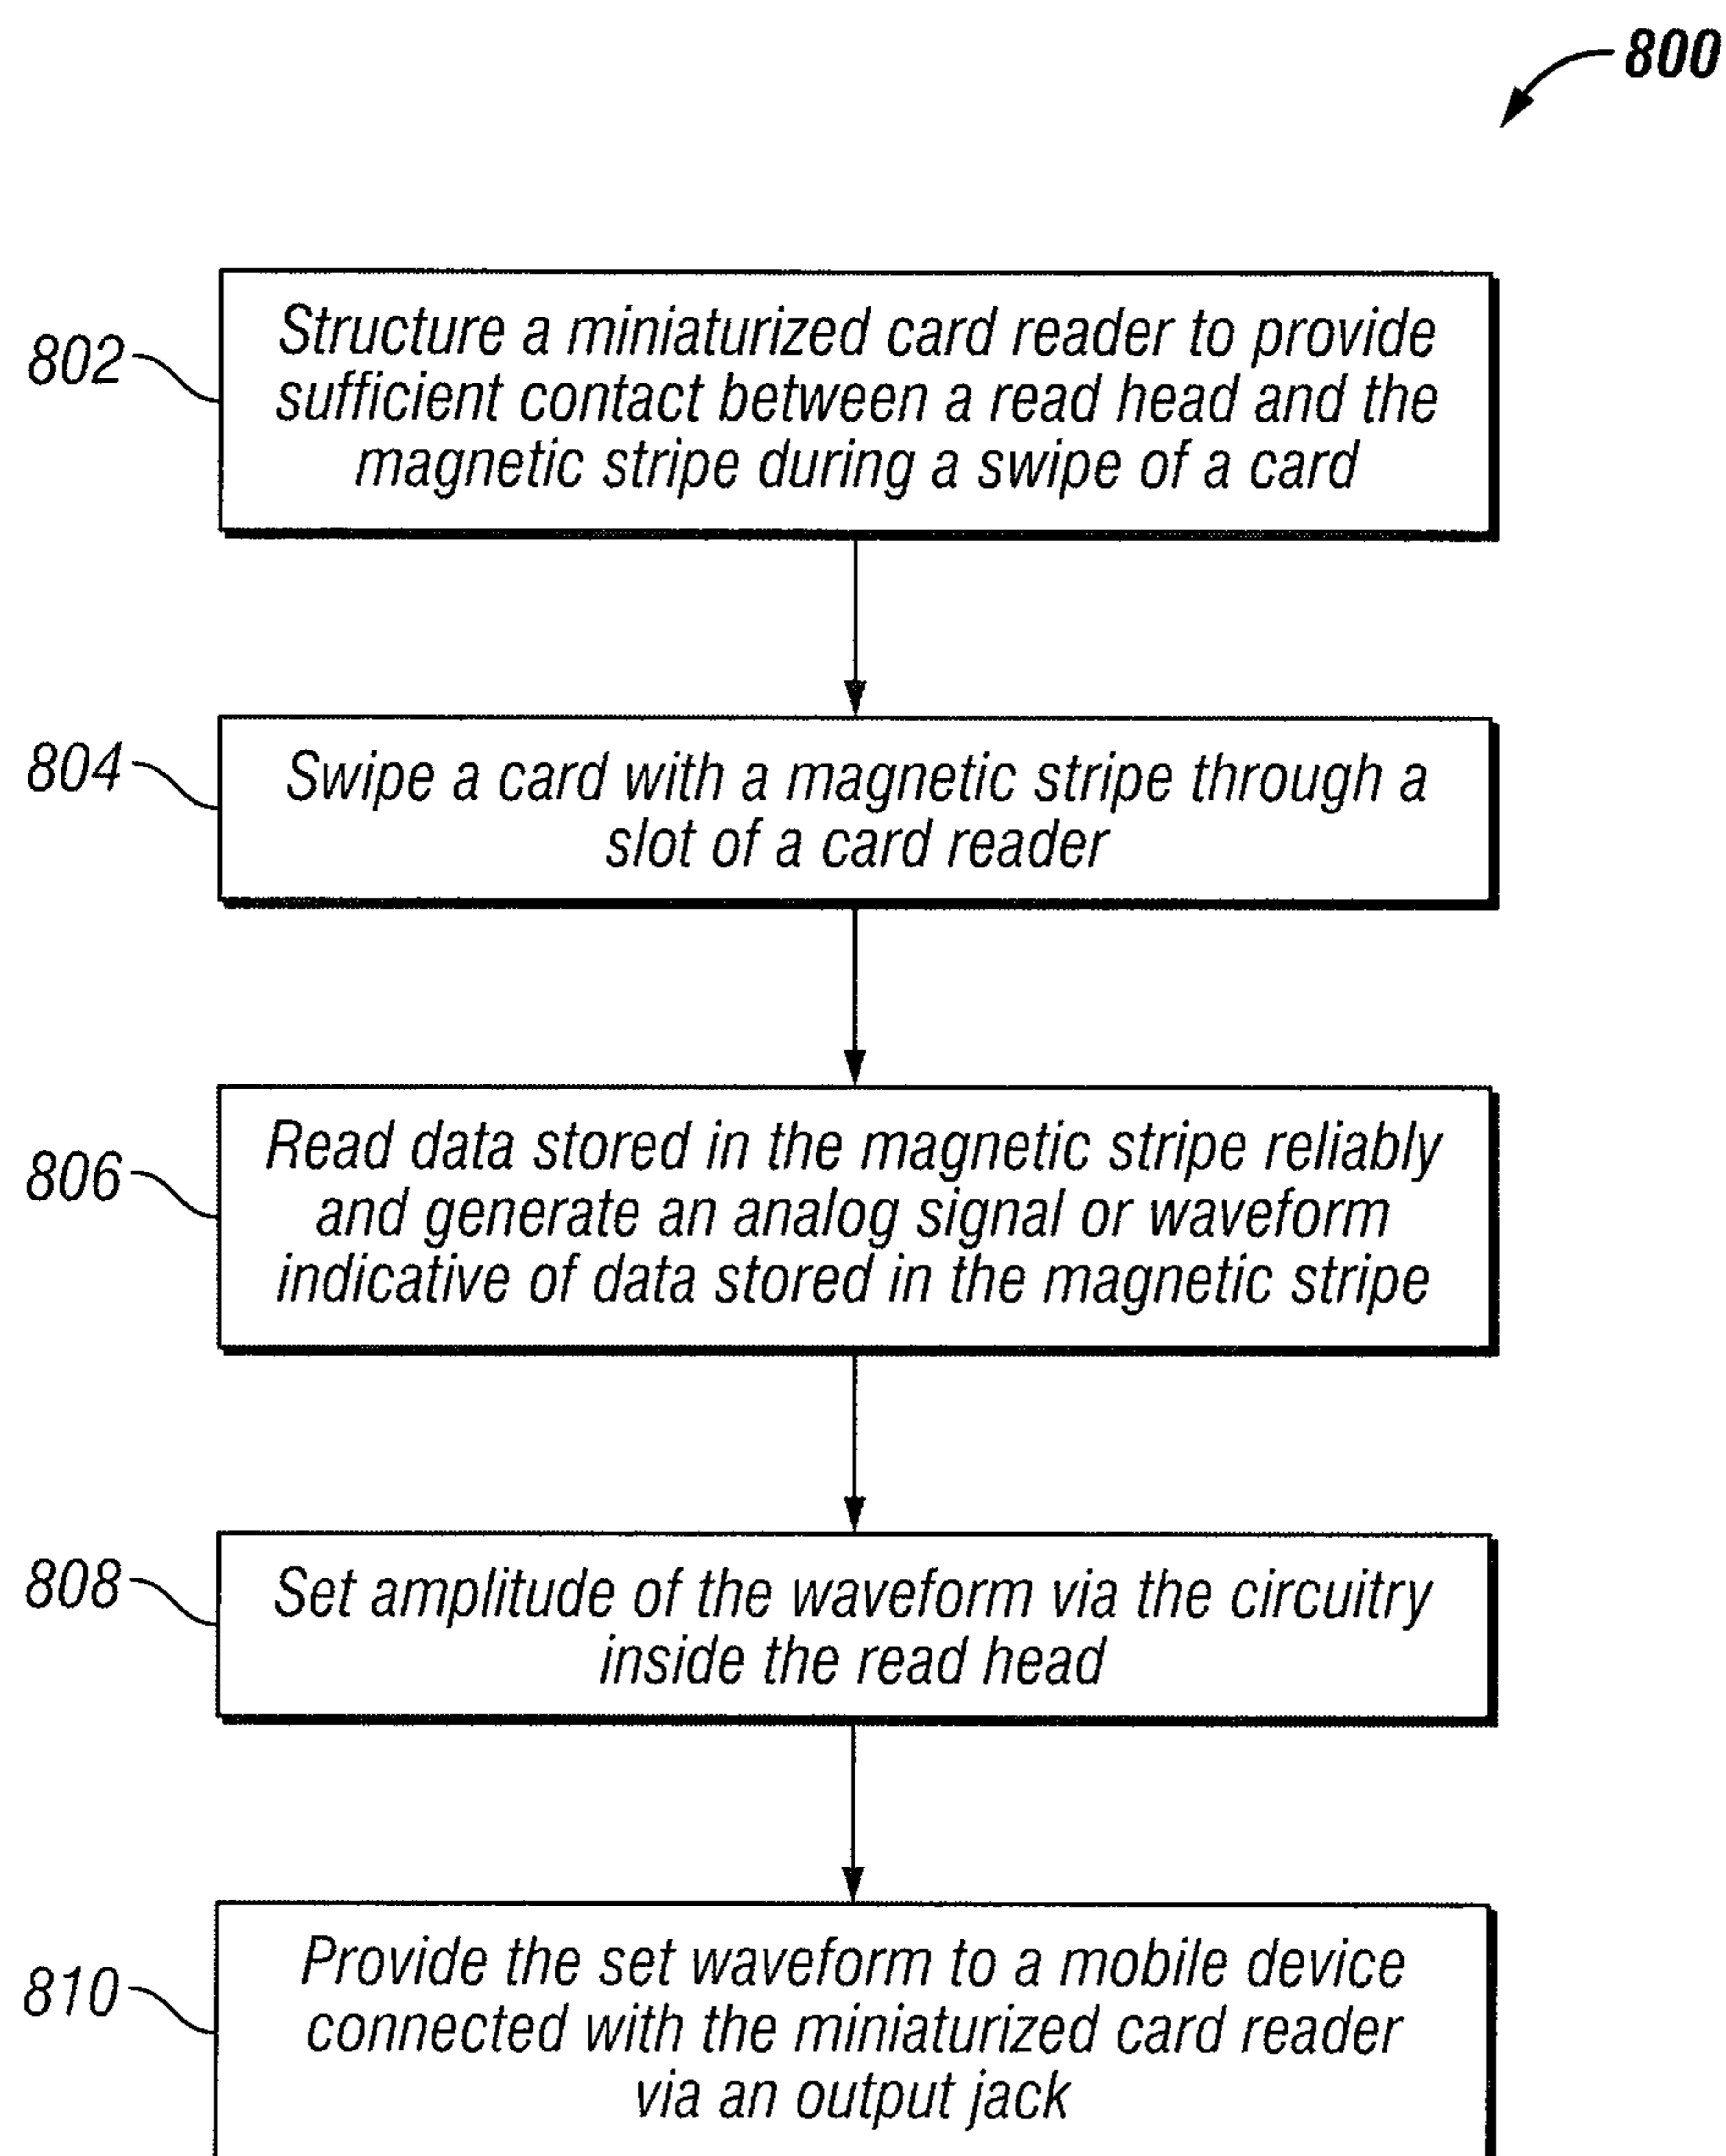 800
802
Structure a miniaturized card reader to provide
sufficient contact between a read head and the
magnetic stripe during a swipe of a card
804
Swipe a card with a magnetic stripe through a
slot of a card reader
806
Read data stored in the magnetic stripe reliably
and generate an analog signal or waveform
indicative of data stored in the magnetic stripe
808
Set amplitude of the waveform via the circuitry
inside the read head
810
Provide the set waveform to a mobile device
connected with the miniaturized card reader
via an output jack